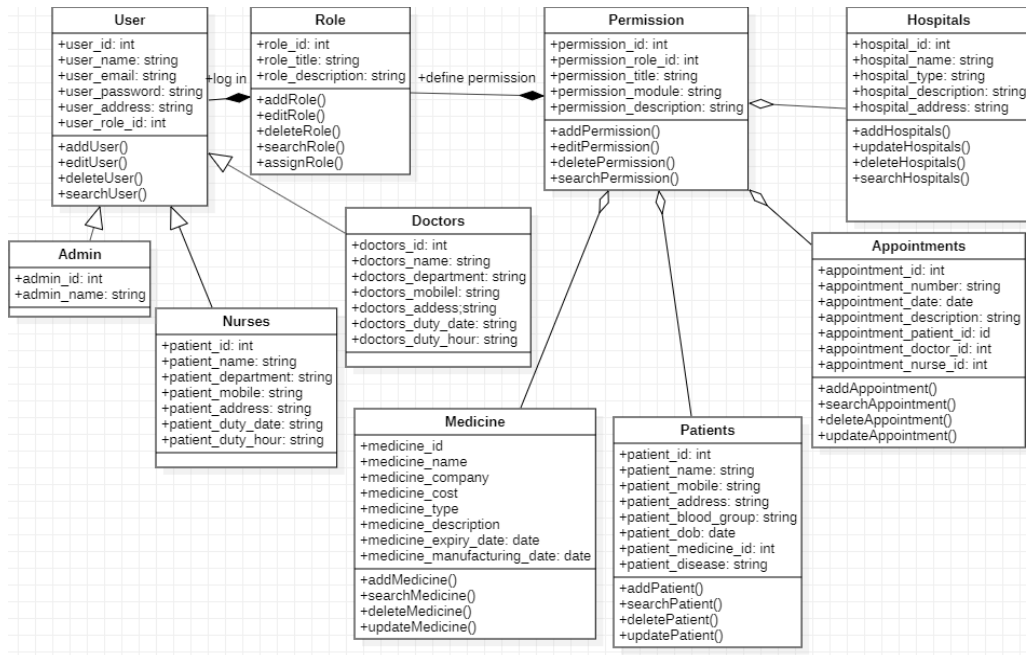 User
+user_id: int
+user_name: string
+user_email: string
+user_password: string
+user_address: string
+user_role_id: int
+addUser()
+editUser()
+deleteUser()
+searchUser()
+log in
Role
+role_id: int
+role_title: string
+role_description: string
+addRole()
+editRole()
+deleteRole()
+searchRole()
+assignRole()
+define permission
Permission
+permission_id: int
+permission_role_id: int
+permission_title: string
+permission_module: string
+permission_description: string
+addPermission()
+editPermission()
+deletePermission()
+searchPermission()
Hospitals
+hospital_id: int
+hospital_name: string
+hospital_type: string
+hospital_description: string
+hospital_address: string
+addHospitals()
+updateHospitals()
+deleteHospitals()
+searchHospitals()
Admin
+admin_id: int
+admin_name: string
Nurses
+patient_id: int
+patient_name: string
+patient_department: string
+patient_mobile: string
+patient_address: string
+patient_duty_date: string
+patient_duty_hour: string
Doctors
+doctors_id: int
+doctors_name: string
+doctors_department: string
+doctors_mobilel: string
+doctors_addess;string
+doctors_duty_date: string
+doctors_duty_hour: string
Appointments
+appointment_id: int
+appointment_number: string
+appointment_date: date
+appointment_description: string
+appointment_patient_id: id
+appointment_doctor_id: int
+appointment_nurse_id: int
+addAppointment()
+searchAppointment()
+deleteAppointment()
+updateAppointment()
Medicine
+medicine_id
+medicine_name
+medicine_company
+medicine_cost
+medicine_type
+medicine_description
+medicine_expiry_date: date
+medicine_manufacturing_date: date
+addMedicine()
+searchMedicine()
+deleteMedicine()
+updateMedicine()
Patients
+patient_id: int
+patient_name: string
+patient_mobile: string
+patient_address: string
+patient_blood_group: string
+patient_dob: date
+patient_medicine_id: int
+patient_disease: string
+addPatient()
+searchPatient()
+deletePatient()
+updatePatient()